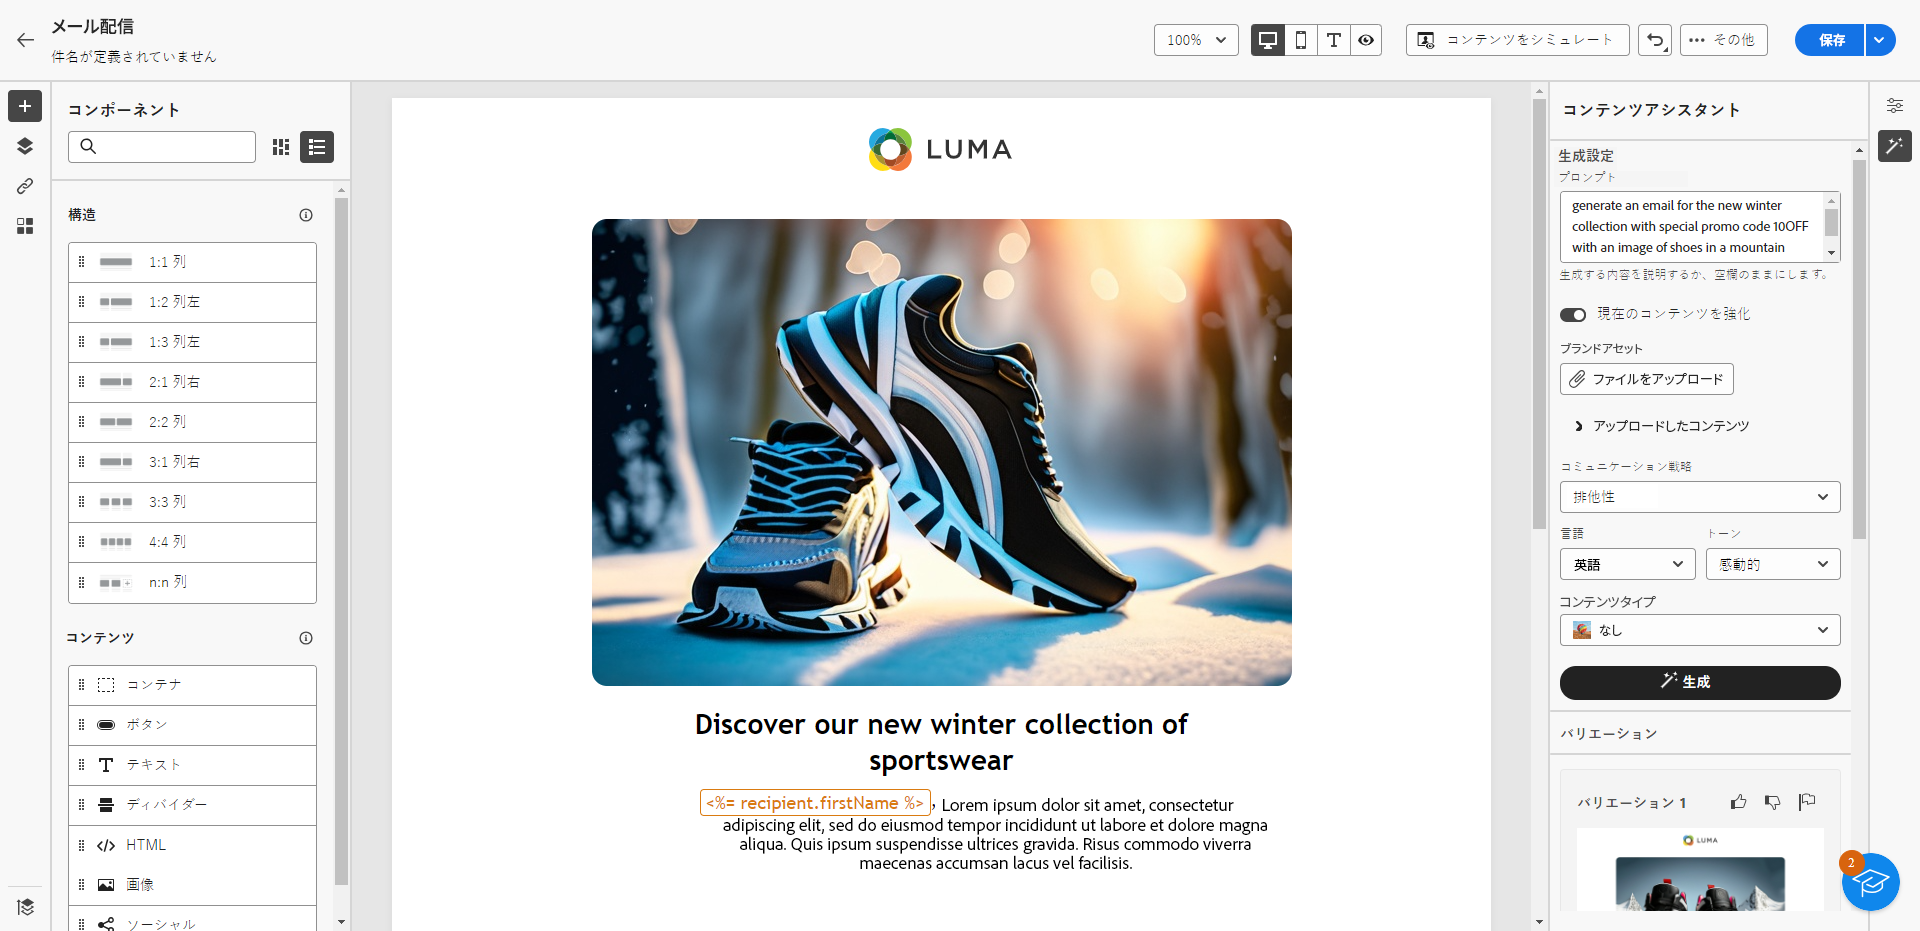 メール配信
件名が定義されていません
100%
コンテンツをシミュレート
その他
保存
コンポーネント
構造
1:1 列
1:2 列左
1:3 列左
2:1 列右
2:2 列
3:1 列右
3:3 列
4:4 列
n:n 列
コンテンツ
コンテナ
ボタン
テキスト
ディバイダー
HTML
画像
ソーシャル
LUMA
Discover our new winter collection of
sportswear
<%= recipient.firstName %>, Lorem ipsum dolor sit amet, consectetur
adipiscing elit, sed do eiusmod tempor incididunt ut labore et dolore magna
aliqua. Quis ipsum suspendisse ultrices gravida. Risus commodo viverra
maecenas accumsan lacus vel facilisis.
コンテンツアシスタント
生成設定
プロンプト
generate an email for the new winter
collection with special promo code 10OFF
with an image of shoes in a mountain
生成する内容を説明するか、空欄のままにします。
現在のコンテンツを強化
ブランドアセット
ファイルをアップロード
アップロードしたコンテンツ
コミュニケーション戦略
排他性
言語 トーン
英語 感動的
コンテンツタイプ
なし
生成
バリエーション
バリエーション 1
LUMA
2